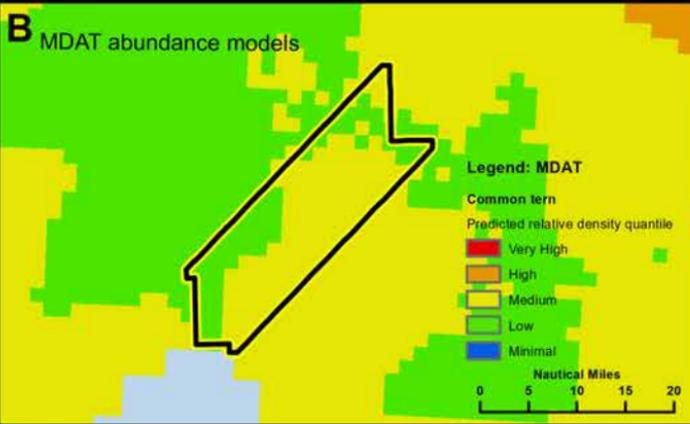 B MDAT abundance models
Legend: MDAT
Common tern
Predicted relative density quantile
Very High
High
Medium
Low
Minimal
Nautical Miles
0 5 10 15 20